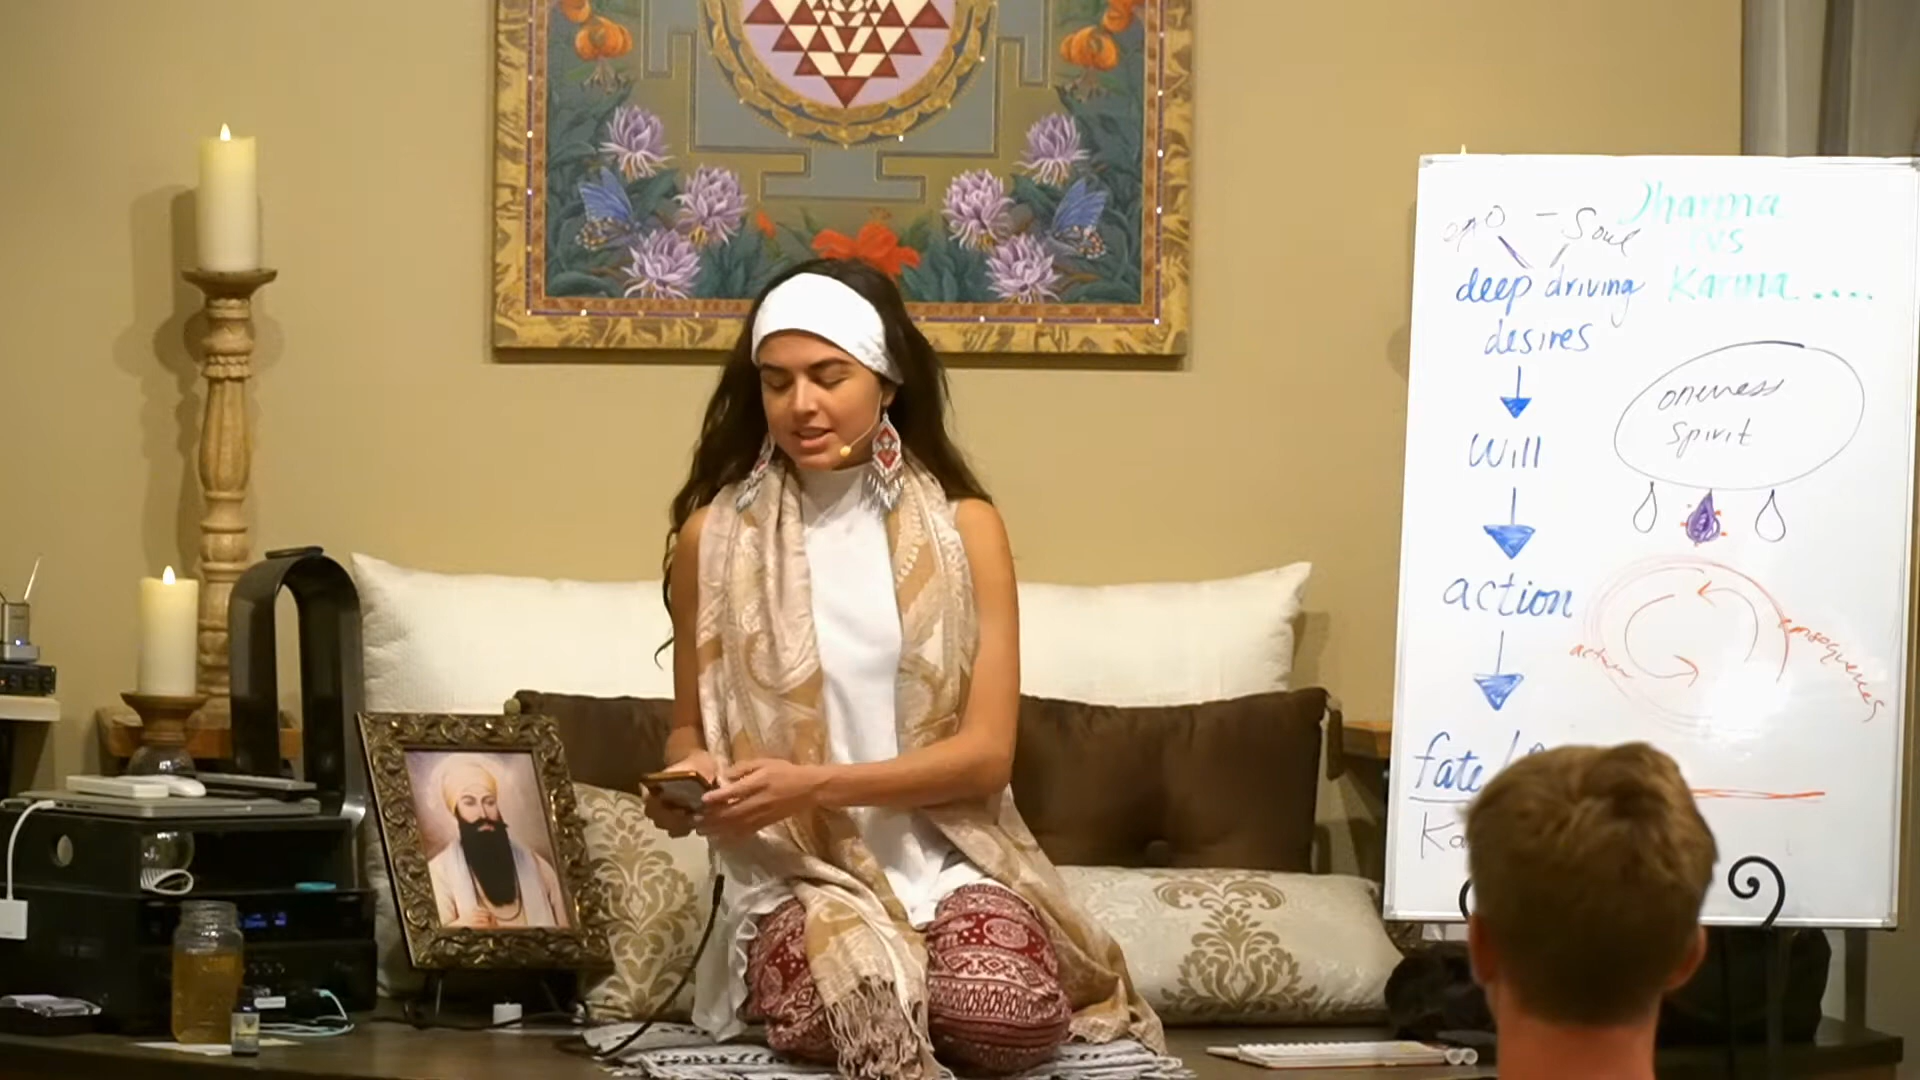 Dharma
vs
Karma....
ego - Soul
deep driving
desires
will
action
fate/
oneness
spirit
action
consequences